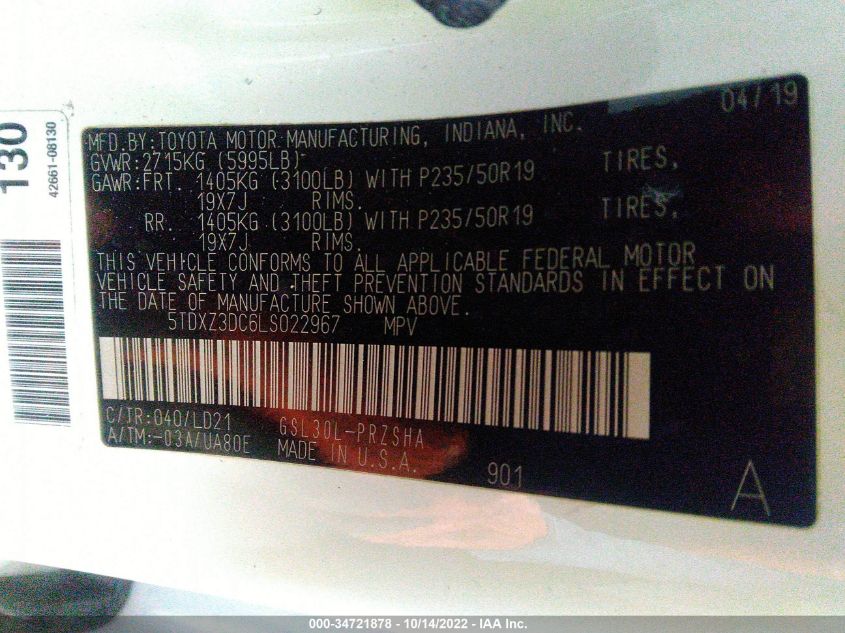 130
42661-08130
04/19
MFD.BY:TOYOTA MOTOR MANUFACTURING, INDIANA, INC.
GVWR:2715KG (5995LB)
GAWR:FRT. 1405KG (3100LB) WITH P235/50R19 TIRES,
19X7J RIMS.
RR. 1405KG (3100LB) WITH P235/50R19 TIRES,
19X7J RIMS.
THIS VEHICLE CONFORMS TO ALL APPLICABLE FEDERAL MOTOR
VEHICLE SAFETY AND THEFT PREVENTION STANDARDS IN EFFECT ON
THE DATE OF MANUFACTURE SHOWN ABOVE.
5TDXZ3DC6LS022967 MPV
C/TR:040/LD21 GSL30L-PRZSHA
A/TM:-03A/UA80E MADE IN U.S.A.
901
A
000-34721878 - 10/14/2022 - IAA Inc.